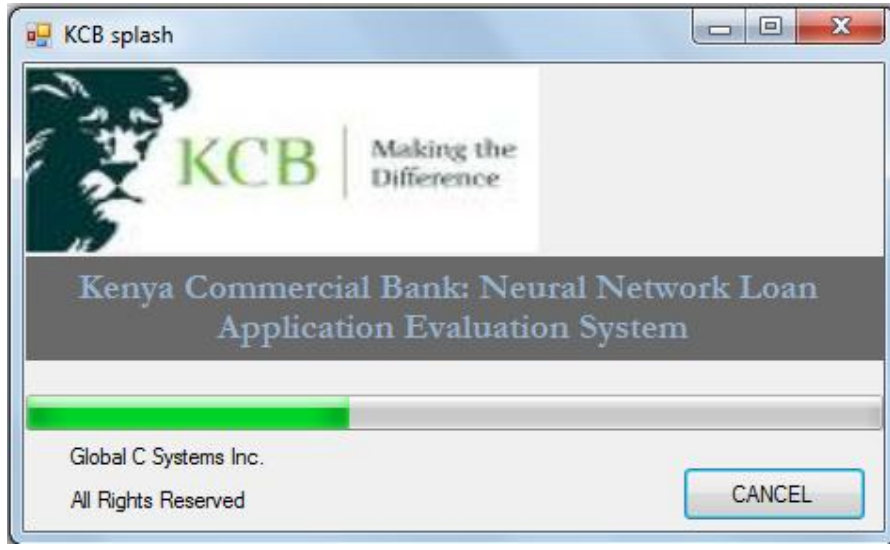 KCB splash
KCB
Making the
Difference
Kenya Commercial Bank: Neural Network Loan
Application Evaluation System
Global C Systems Inc.
All Rights Reserved
CANCEL